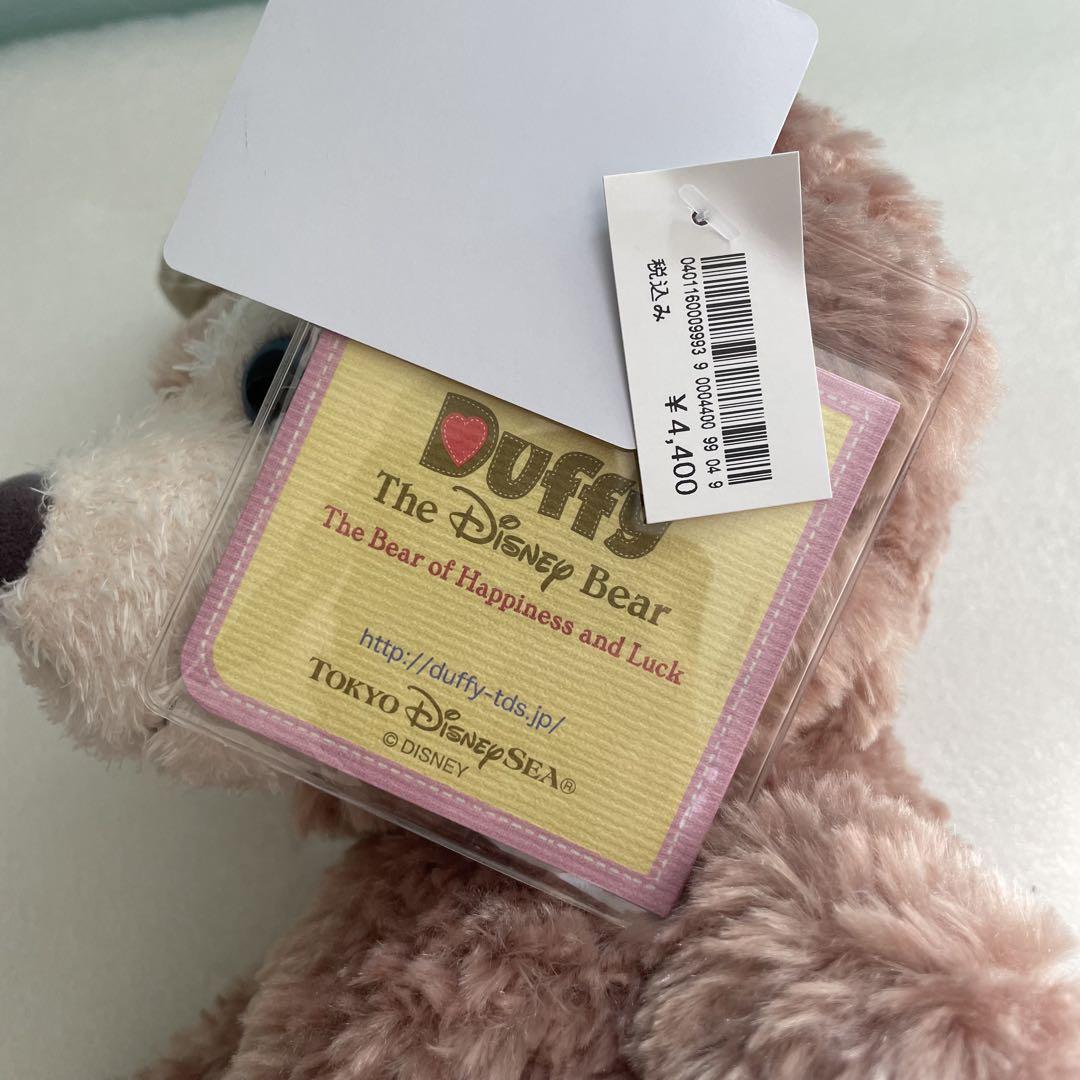 税込み
0401160009993 9 0004400 99 04 9
¥4,400
Duffy
The Disney Bear
The Bear of Happiness and Luck
http://duffy-tds.jp/
TOKYO DISNEYSEA®
© DISNEY